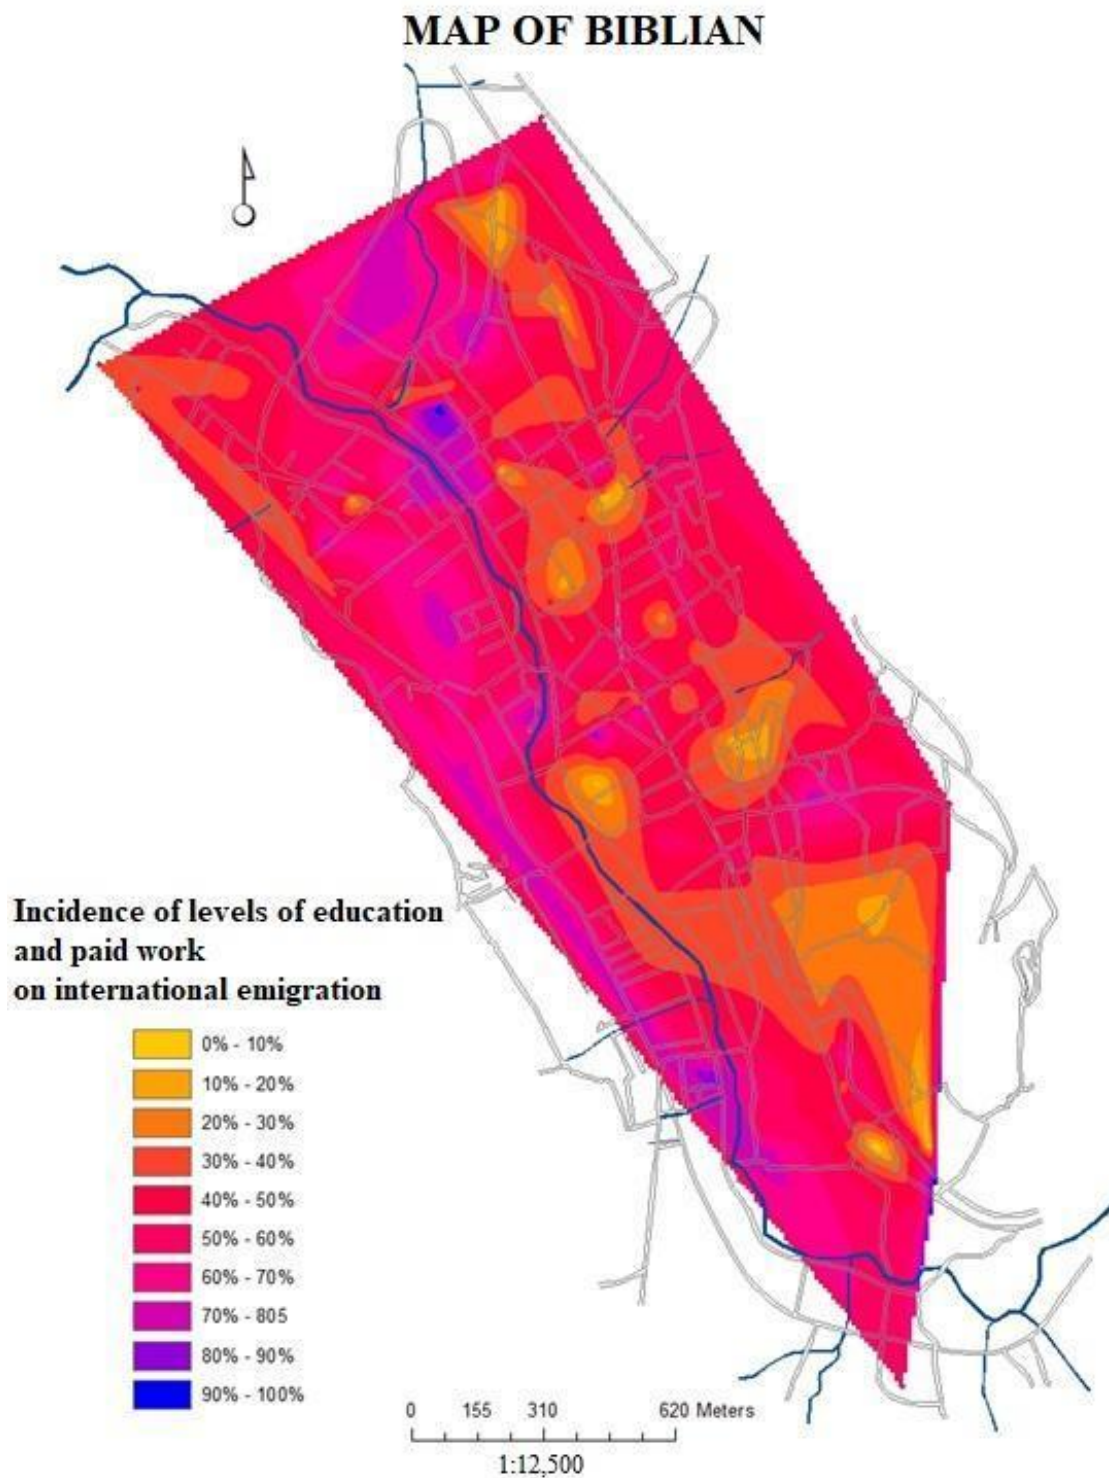 MAP OF BIBLIAN
Incidence of levels of education
and paid work
on international emigration
0% - 10%
10% - 20%
20% - 30%
30% - 40%
40% - 50%
50% - 60%
60% - 70%
70% - 805
80% - 90%
90% - 100%
0 155 310 620 Meters
1:12,500